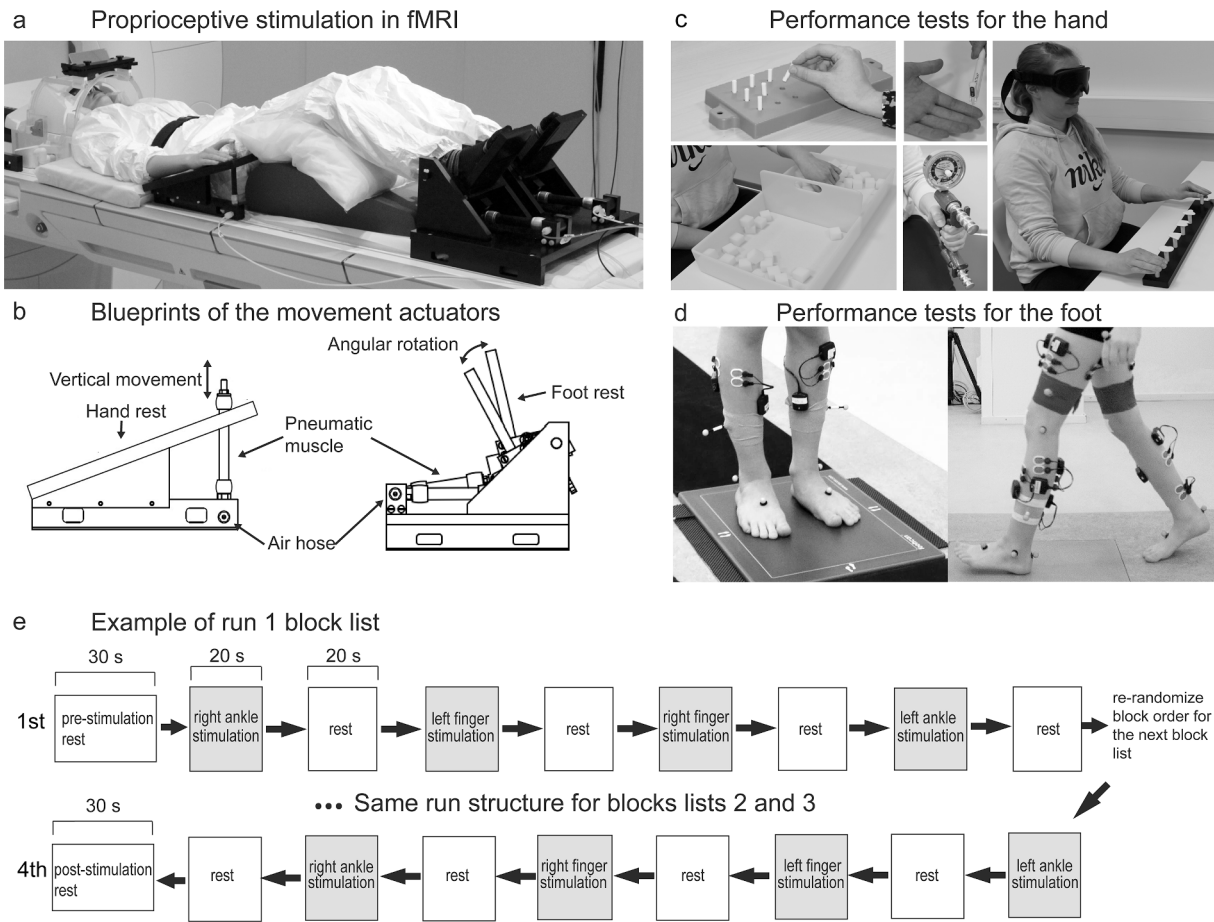 a Proprioceptive stimulation in fMRI
c Performance tests for the hand
b Blueprints of the movement actuators
Angular rotation
Vertical movement
Hand rest
Foot rest
Pneumatic
muscle
Air hose
d Performance tests for the foot
e Example of run 1 block list
30 s
20 s
20 s
1st
pre-stimulation
rest
right ankle
stimulation
rest
left finger
stimulation
rest
right finger
stimulation
rest
left ankle
stimulation
rest
re-randomize
block order for
the next block
list
... Same run structure for blocks lists 2 and 3
30 s
4th
post-stimulation
rest
rest
right ankle
stimulation
rest
right finger
stimulation
rest
left finger
stimulation
rest
left ankle
stimulation